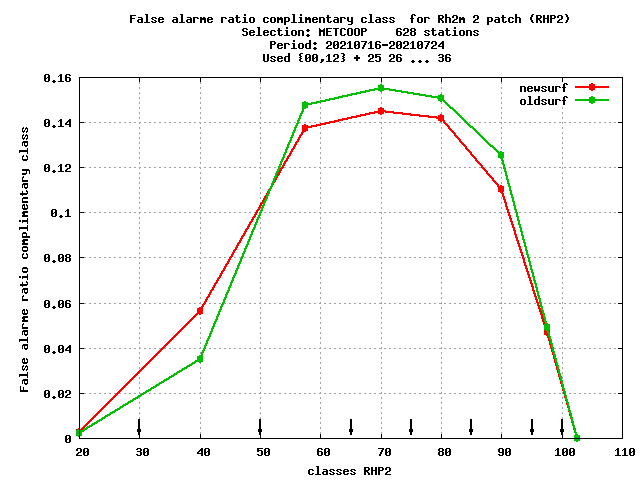 False alarme ratio complimentary class  for Rh2m 2 patch (RHP2)
Selection: METCOOP    628 stations
Period: 20210716-20210724
Used {00,12} + 25 26 ... 36
newsurf
oldsurf
False alarme ratio complimentary class
0.16
0.14
0.12
0.1
0.08
0.06
0.04
0.02
0
20 30 40 50 60 70 80 90 100 110
classes RHP2